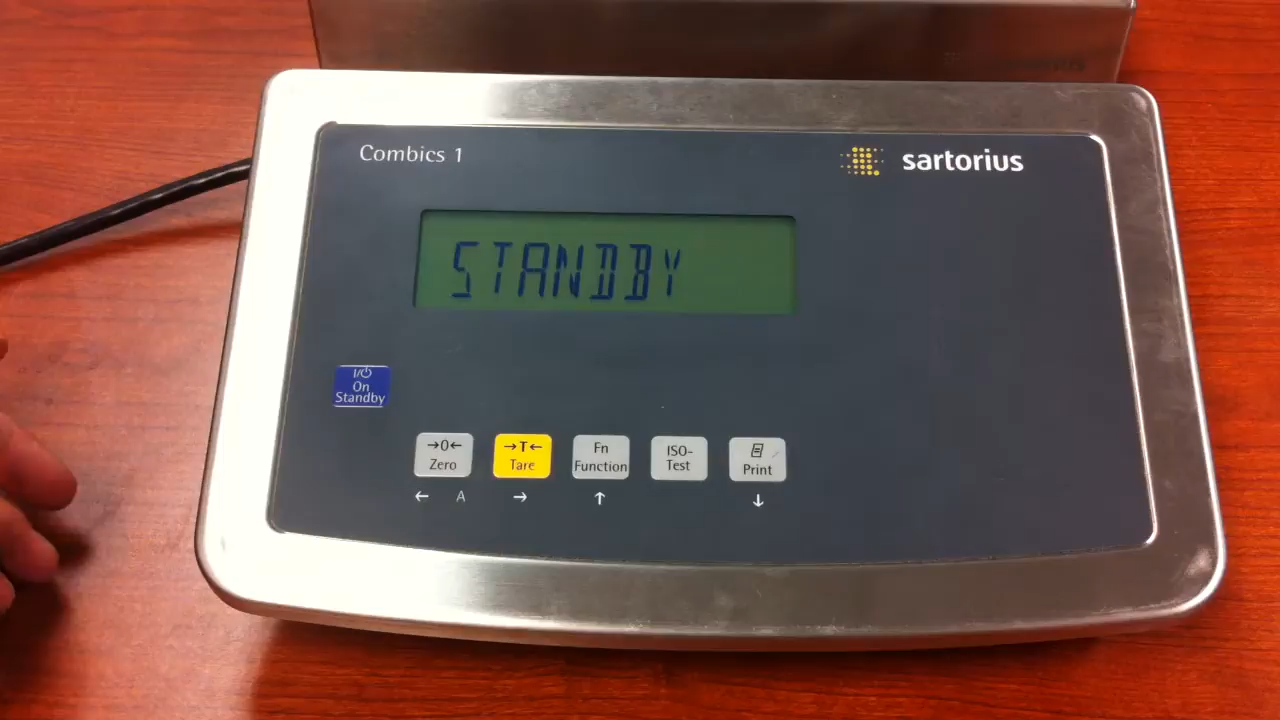 Combics 1
sartorius
STANDBY
I/⏻
On
Standby
→0←
Zero
→T←
Tare
Fn
Function
ISO-
Test
Print
← A → ↑ ↓